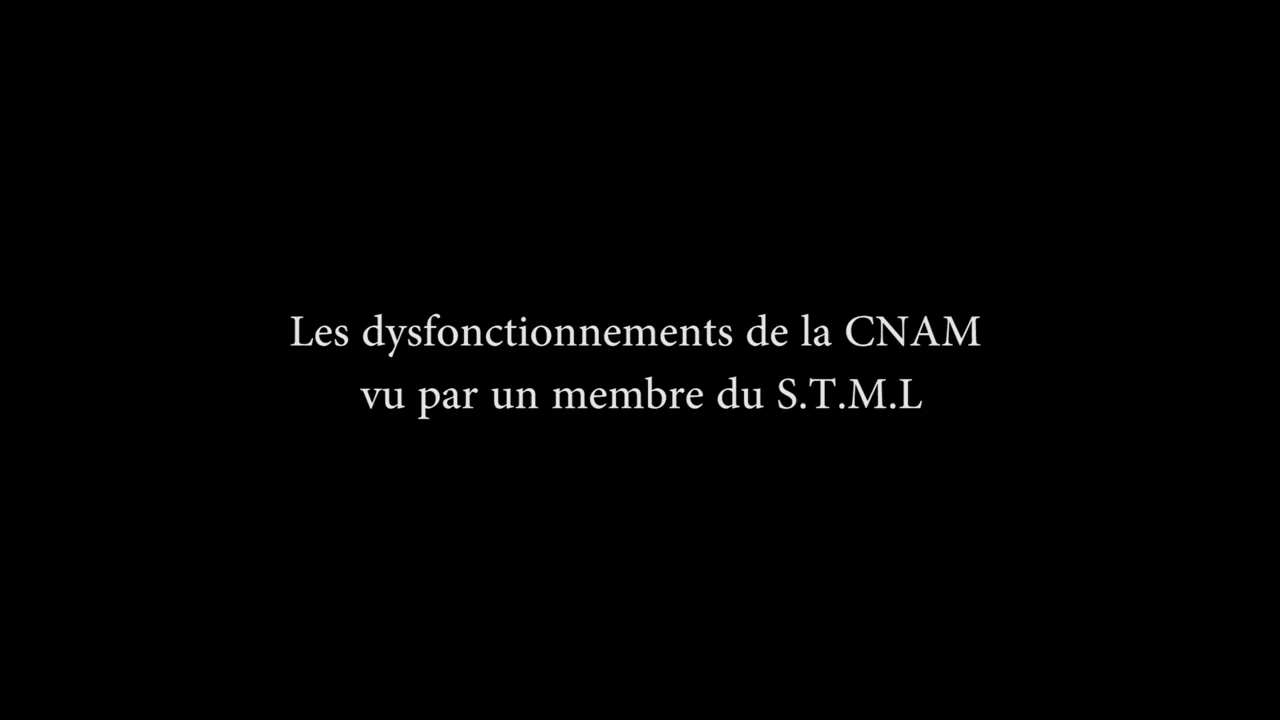 Les dysfonctionnements de la CNAM
vu par un membre du S.T.M.L